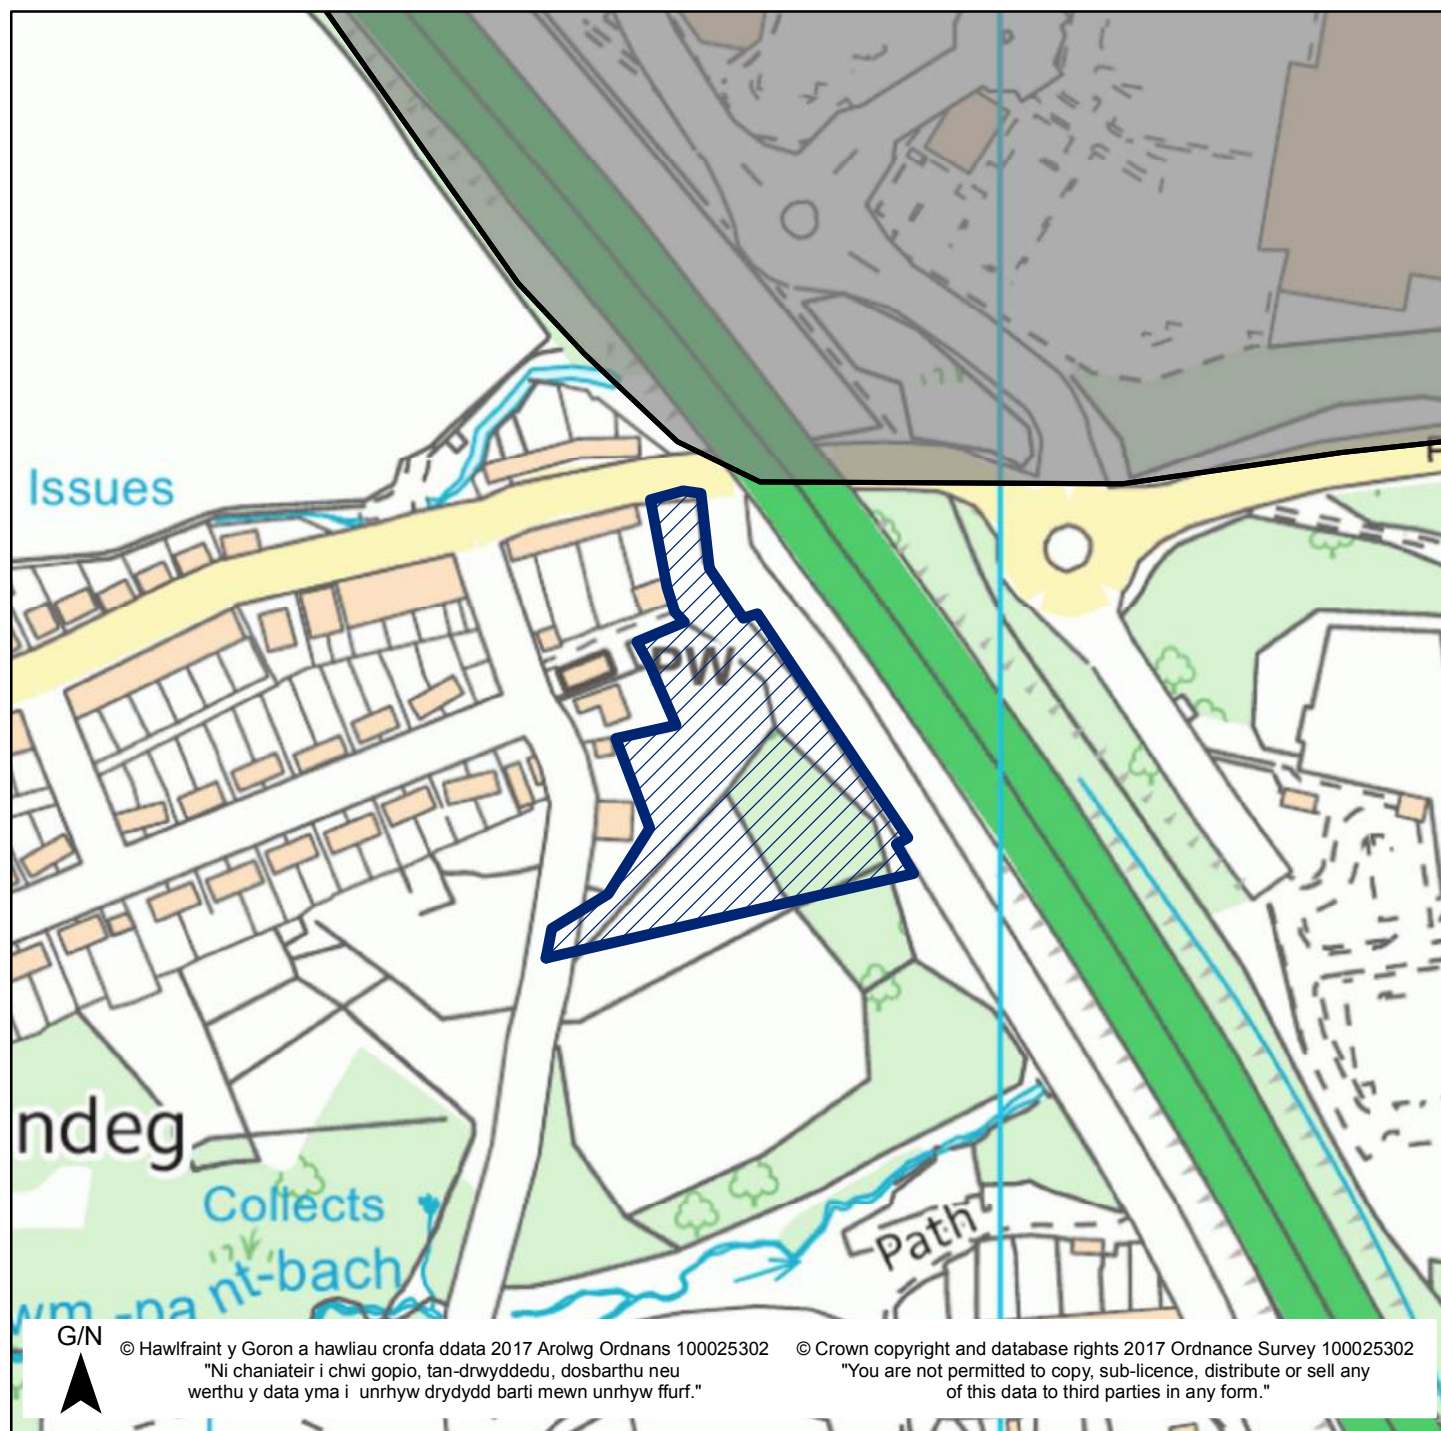 Issues
PW
ndeg
Collects
wm -pa nt-bach
Path
G/N
© Hawlfraint y Goron a hawliau cronfa ddata 2017 Arolwg Ordnans 100025302
"Ni chaniateir i chwi gopio, tan-drwyddedu, dosbarthu neu
werthu y data yma i unrhyw drydydd barti mewn unrhyw ffurf."
© Crown copyright and database rights 2017 Ordnance Survey 100025302
"You are not permitted to copy, sub-licence, distribute or sell any
of this data to third parties in any form."